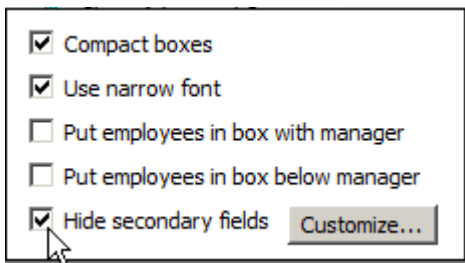 Compact boxes
Use narrow font
Put employees in box with manager
Put employees in box below manager
Hide secondary fields Customize...